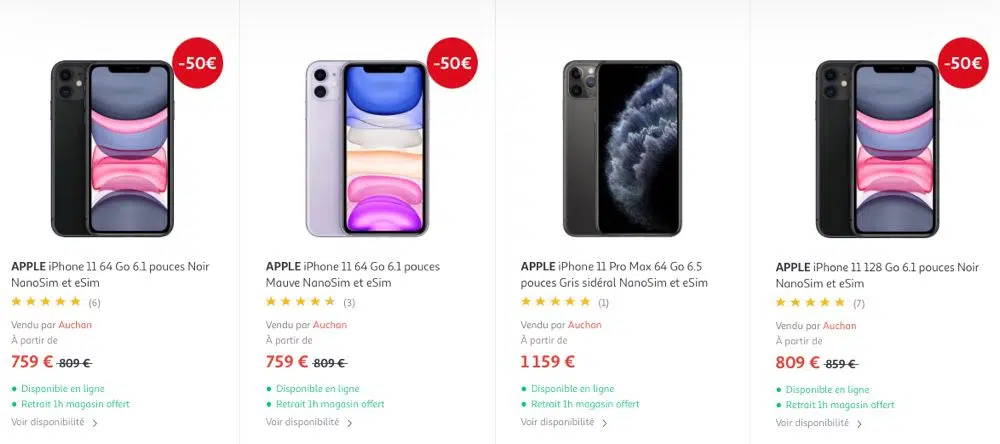 -50€
APPLE iPhone 11 64 Go 6.1 pouces Noir
NanoSim et eSim
(6)
Vendu par Auchan
À partir de
759 € 809 €
Disponible en ligne
Retrait 1h magasin offert
Voir disponibilité
-50€
APPLE iPhone 11 64 Go 6.1 pouces
Mauve NanoSim et eSim
(3)
Vendu par Auchan
À partir de
759 € 809 €
Disponible en ligne
Retrait 1h magasin offert
Voir disponibilité
APPLE iPhone 11 Pro Max 64 Go 6.5
pouces Gris sidéral NanoSim et eSim
(1)
Vendu par Auchan
À partir de
1 159 €
Disponible en ligne
Retrait 1h magasin offert
Voir disponibilité
-50€
APPLE iPhone 11 128 Go 6.1 pouces Noir
NanoSim et eSim
(7)
Vendu par Auchan
À partir de
809 € 859 €
Disponible en ligne
Retrait 1h magasin offert
Voir disponibilité